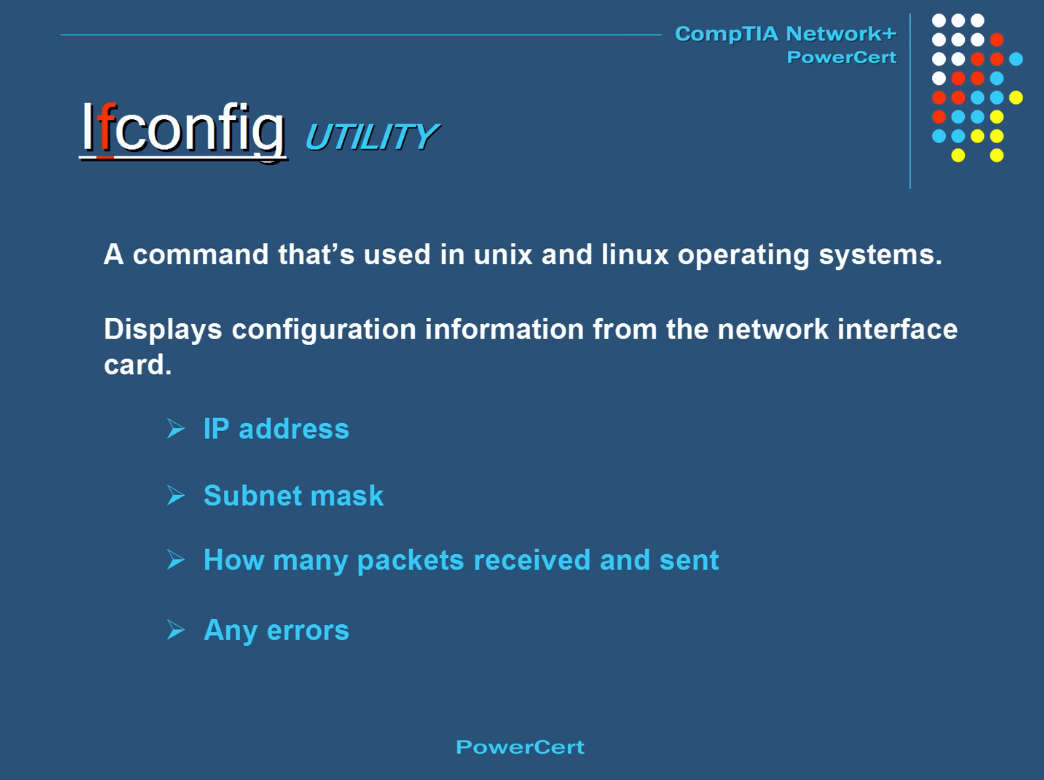 CompTIA Network+
PowerCert
Ifconfig UTILITY
A command that’s used in unix and linux operating systems.
Displays configuration information from the network interface
card.
IP address
Subnet mask
How many packets received and sent
Any errors
PowerCert